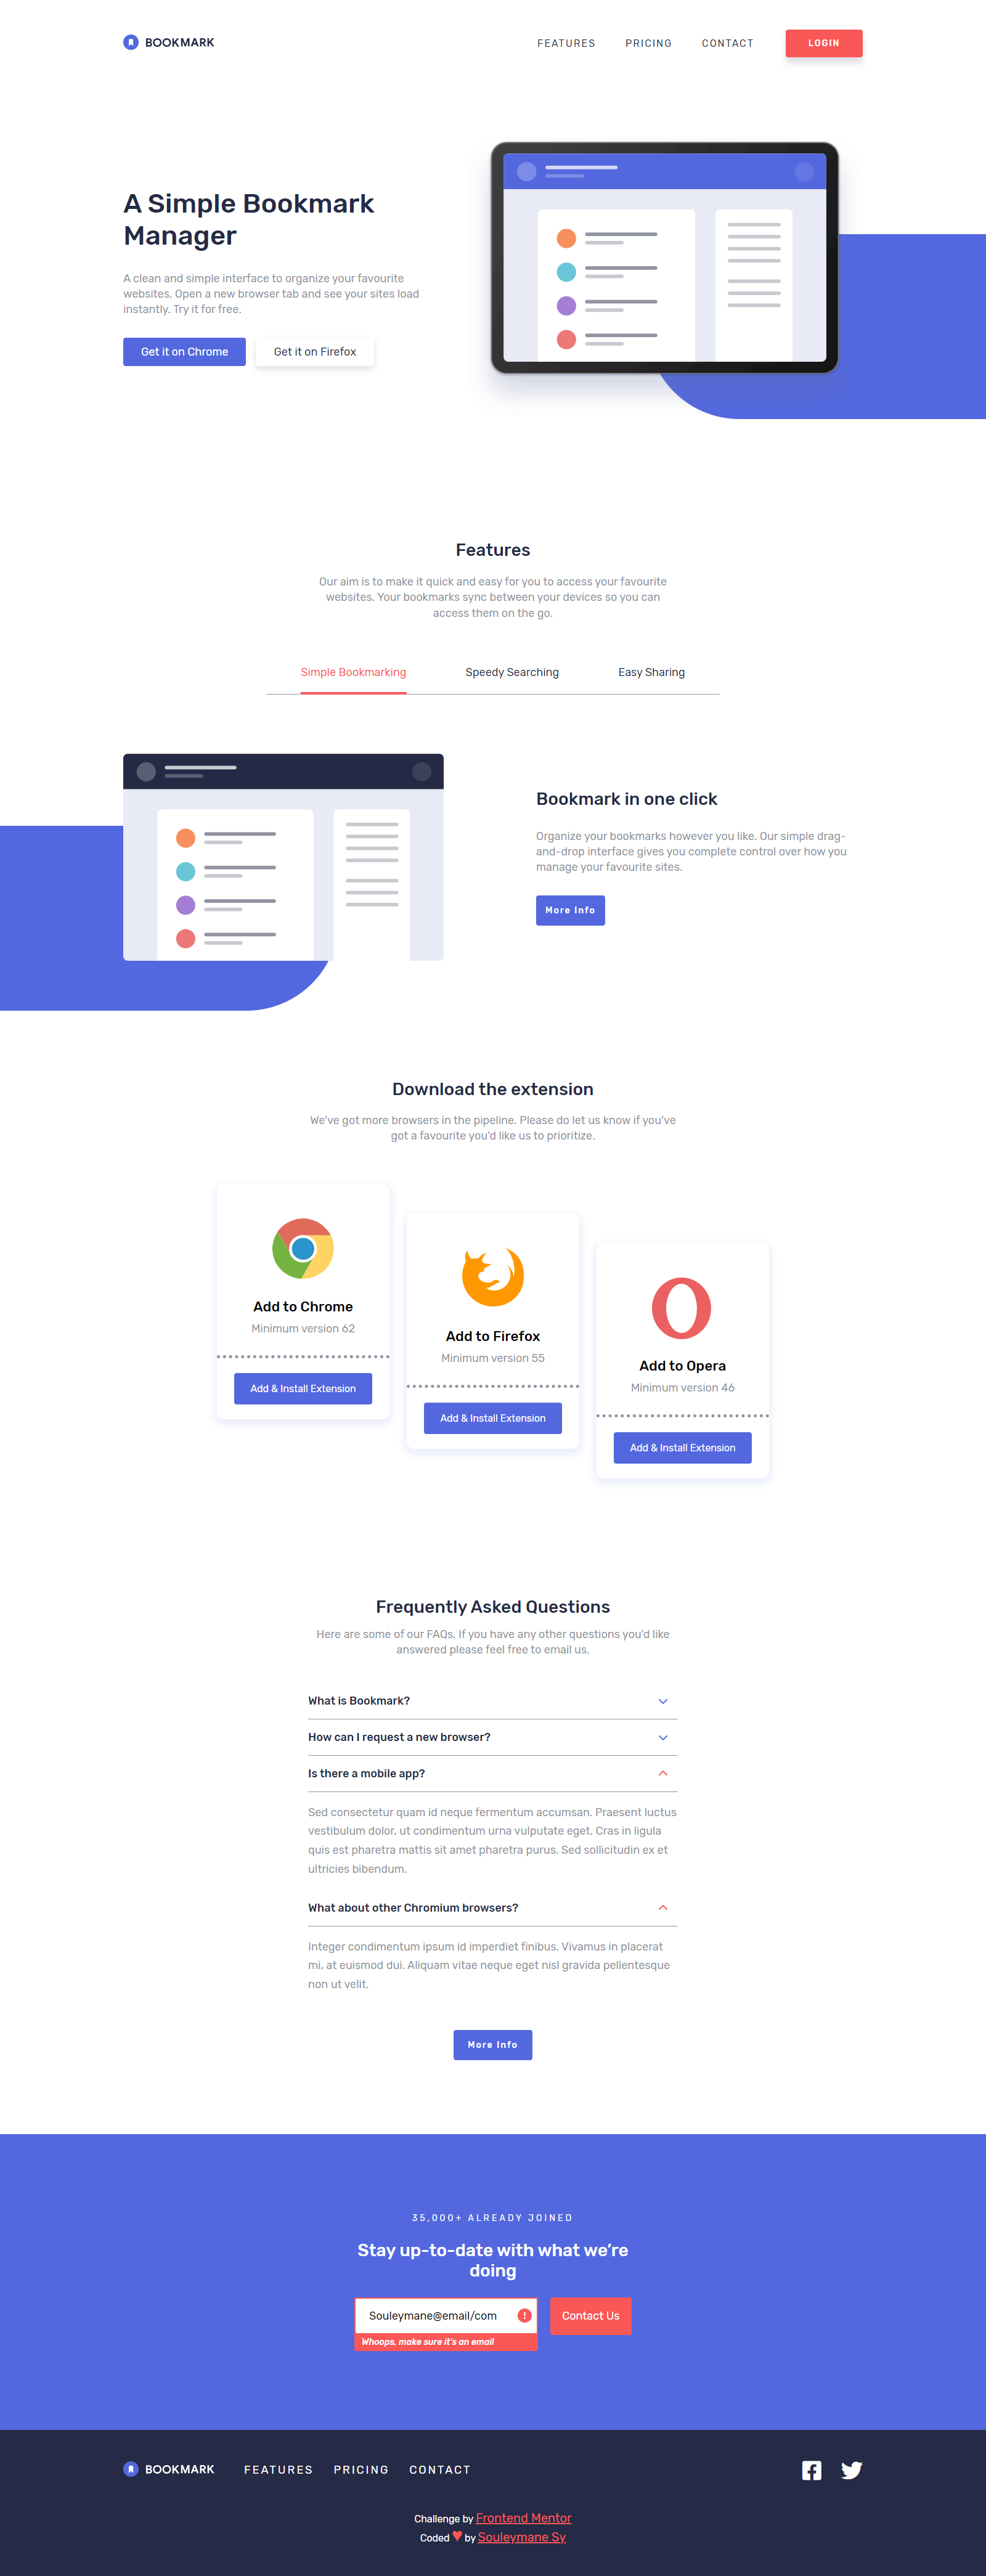 BOOKMARK FEATURES PRICING CONTACT LOGIN
A Simple Bookmark
Manager
A clean and simple interface to organize your favourite
websites. Open a new browser tab and see your sites load
instantly. Try it for free.
Get it on Chrome Get it on Firefox
Features
Our aim is to make it quick and easy for you to access your favourite
websites. Your bookmarks sync between your devices so you can
access them on the go.
Simple Bookmarking Speedy Searching Easy Sharing
Bookmark in one click
Organize your bookmarks however you like. Our simple drag-
and-drop interface gives you complete control over how you
manage your favourite sites.
More Info
Download the extension
We've got more browsers in the pipeline. Please do let us know if you've
got a favourite you'd like us to prioritize.
Add to Chrome
Minimum version 62
Add & Install Extension
Add to Firefox
Minimum version 55
Add & Install Extension
Add to Opera
Minimum version 46
Add & Install Extension
Frequently Asked Questions
Here are some of our FAQs. If you have any other questions you'd like
answered please feel free to email us.
What is Bookmark?
How can I request a new browser?
Is there a mobile app?
Sed consectetur quam id neque fermentum accumsan. Praesent luctus
vestibulum dolor, ut condimentum urna vulputate eget. Cras in ligula
quis est pharetra mattis sit amet pharetra purus. Sed sollicitudin ex et
ultricies bibendum.
What about other Chromium browsers?
Integer condimentum ipsum id imperdiet finibus. Vivamus in placerat
mi, at euismod dui. Aliquam vitae neque eget nisl gravida pellentesque
non ut velit.
More Info
35,000+ ALREADY JOINED
Stay up-to-date with what we're
doing
Souleymane@email/com Contact Us
Whoops, make sure it's an email
BOOKMARK FEATURES PRICING CONTACT
Challenge by Frontend Mentor
Coded ♥ by Souleymane Sy